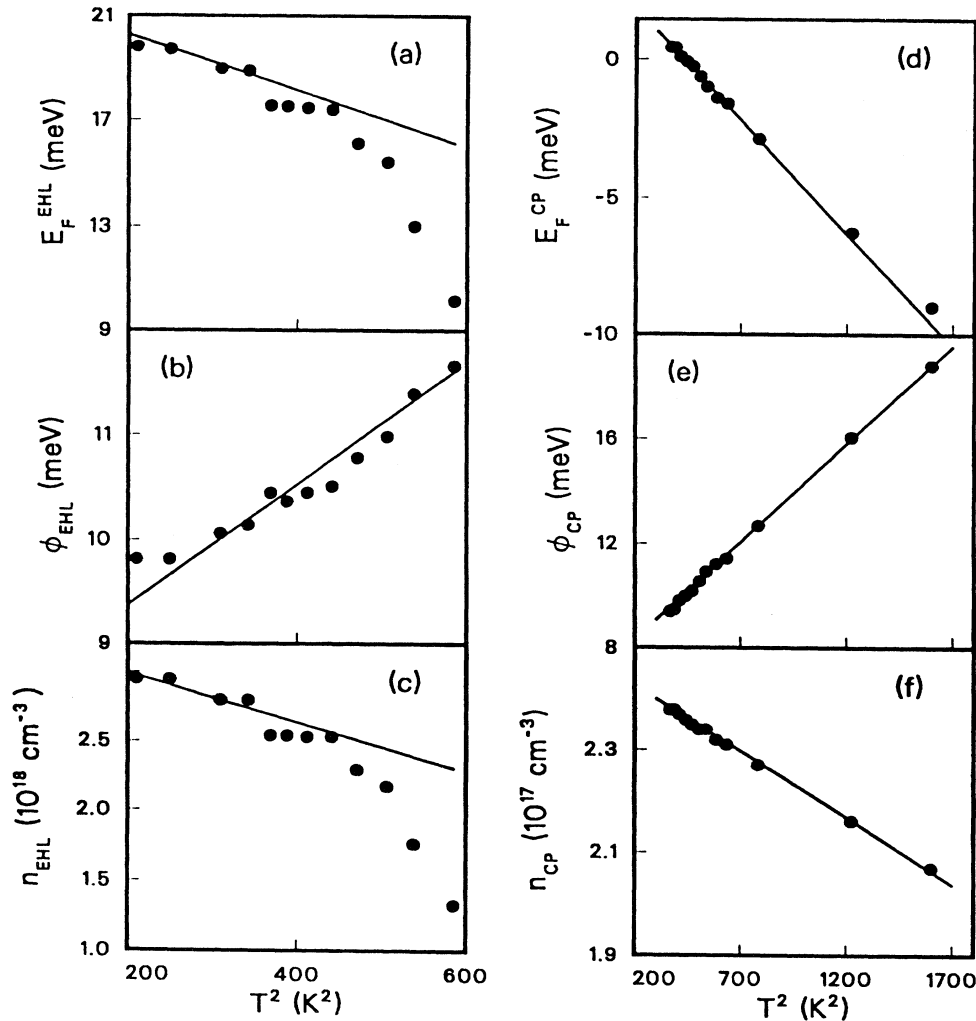 (a)
21
17
13
9
E_F^EHL (meV)
(b)
11
10
9
ϕ_EHL (meV)
(c)
2.5
2.0
1.5
1.0
n_EHL (10^18 cm^-3)
200 400 600
T^2 (K^2)
(d)
0
-5
-10
E_F^CP (meV)
(e)
16
12
8
ϕ_CP (meV)
(f)
2.3
2.1
1.9
n_CP (10^17 cm^-3)
200 700 1200 1700
T^2 (K^2)